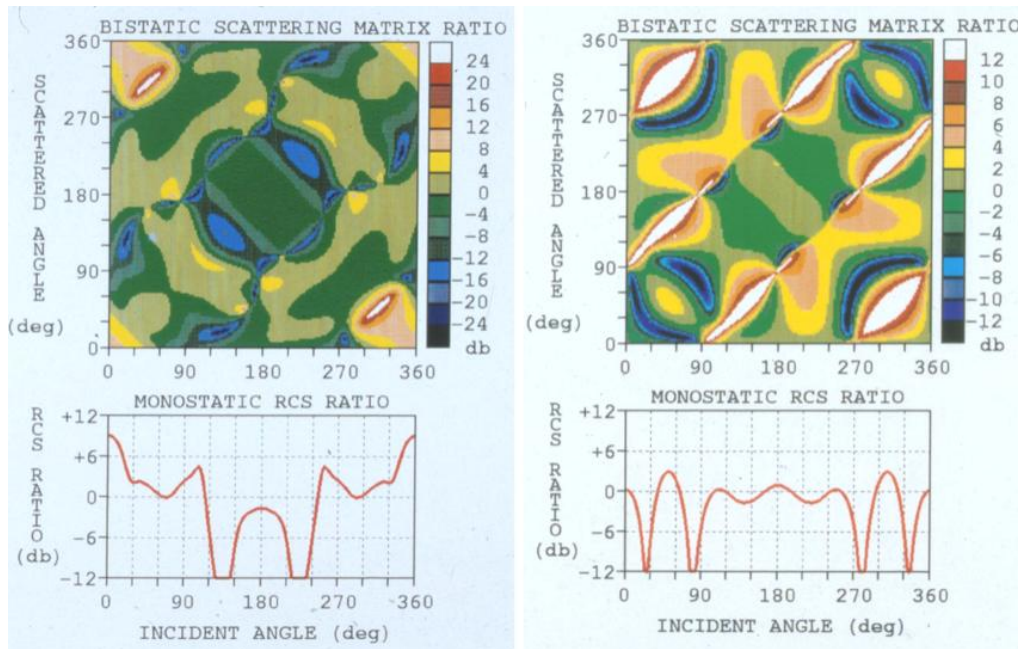 BISTATIC SCATTERING MATRIX RATIO
SCATTERED ANGLE
(deg)
360
270
180
90
0
24
20
16
12
8
4
0
-4
-8
-12
-16
-20
-24
db
0 90 180 270 360
MONOSTATIC RCS RATIO
RCS RATIO
(db)
+12
+6
0
-6
-12
0 90 180 270 360
INCIDENT ANGLE (deg)
BISTATIC SCATTERING MATRIX RATIO
SCATTERED ANGLE
(deg)
360
270
180
90
0
12
10
8
6
4
2
0
-2
-4
-6
-8
-10
-12
db
0 90 180 270 360
MONOSTATIC RCS RATIO
RCS RATIO
(db)
+12
+6
0
-6
-12
0 90 180 270 360
INCIDENT ANGLE (deg)